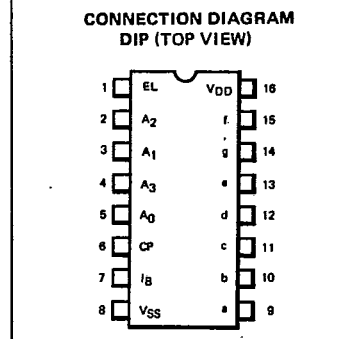 CONNECTION DIAGRAM
DIP (TOP VIEW)
1 EL VDD 16
2 A2 f 15
3 A1 g 14
4 A3 e 13
5 A0 d 12
6 CP c 11
7 IB b 10
8 VSS a 9